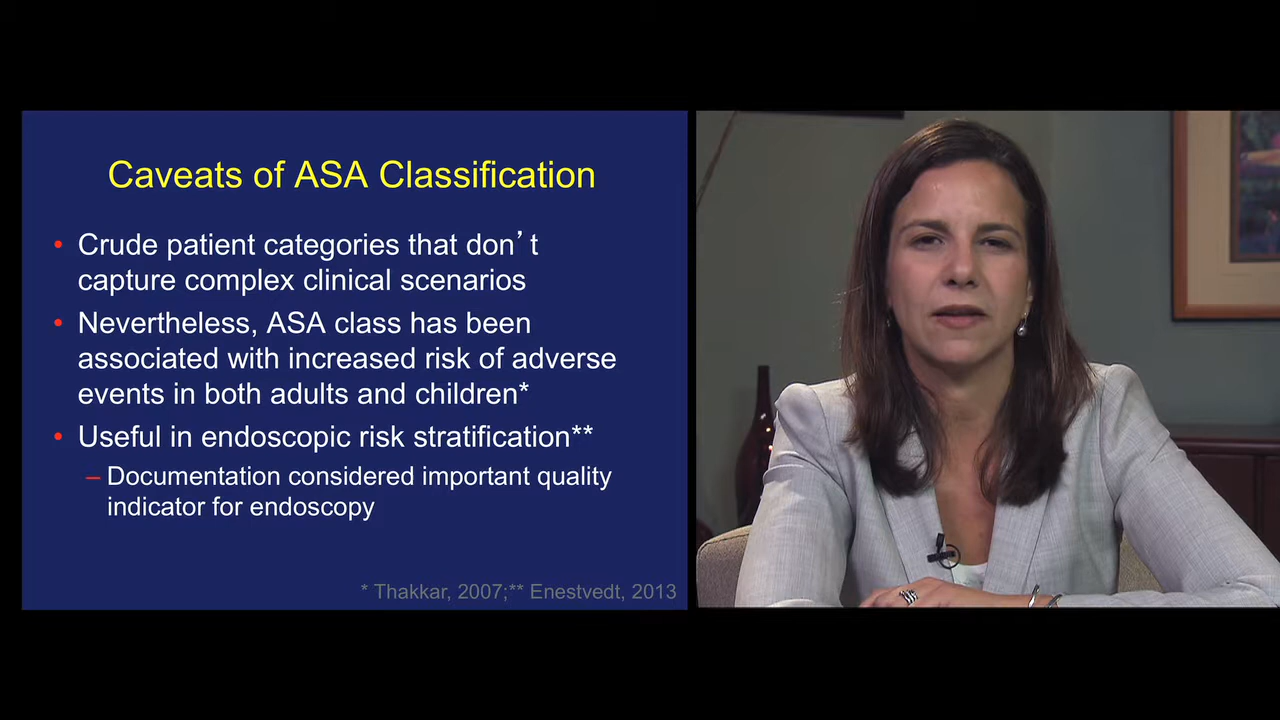 Caveats of ASA Classification
• Crude patient categories that don’t
capture complex clinical scenarios
• Nevertheless, ASA class has been
associated with increased risk of adverse
events in both adults and children*
• Useful in endoscopic risk stratification**
– Documentation considered important quality
indicator for endoscopy
* Thakkar, 2007;** Enestvedt, 2013